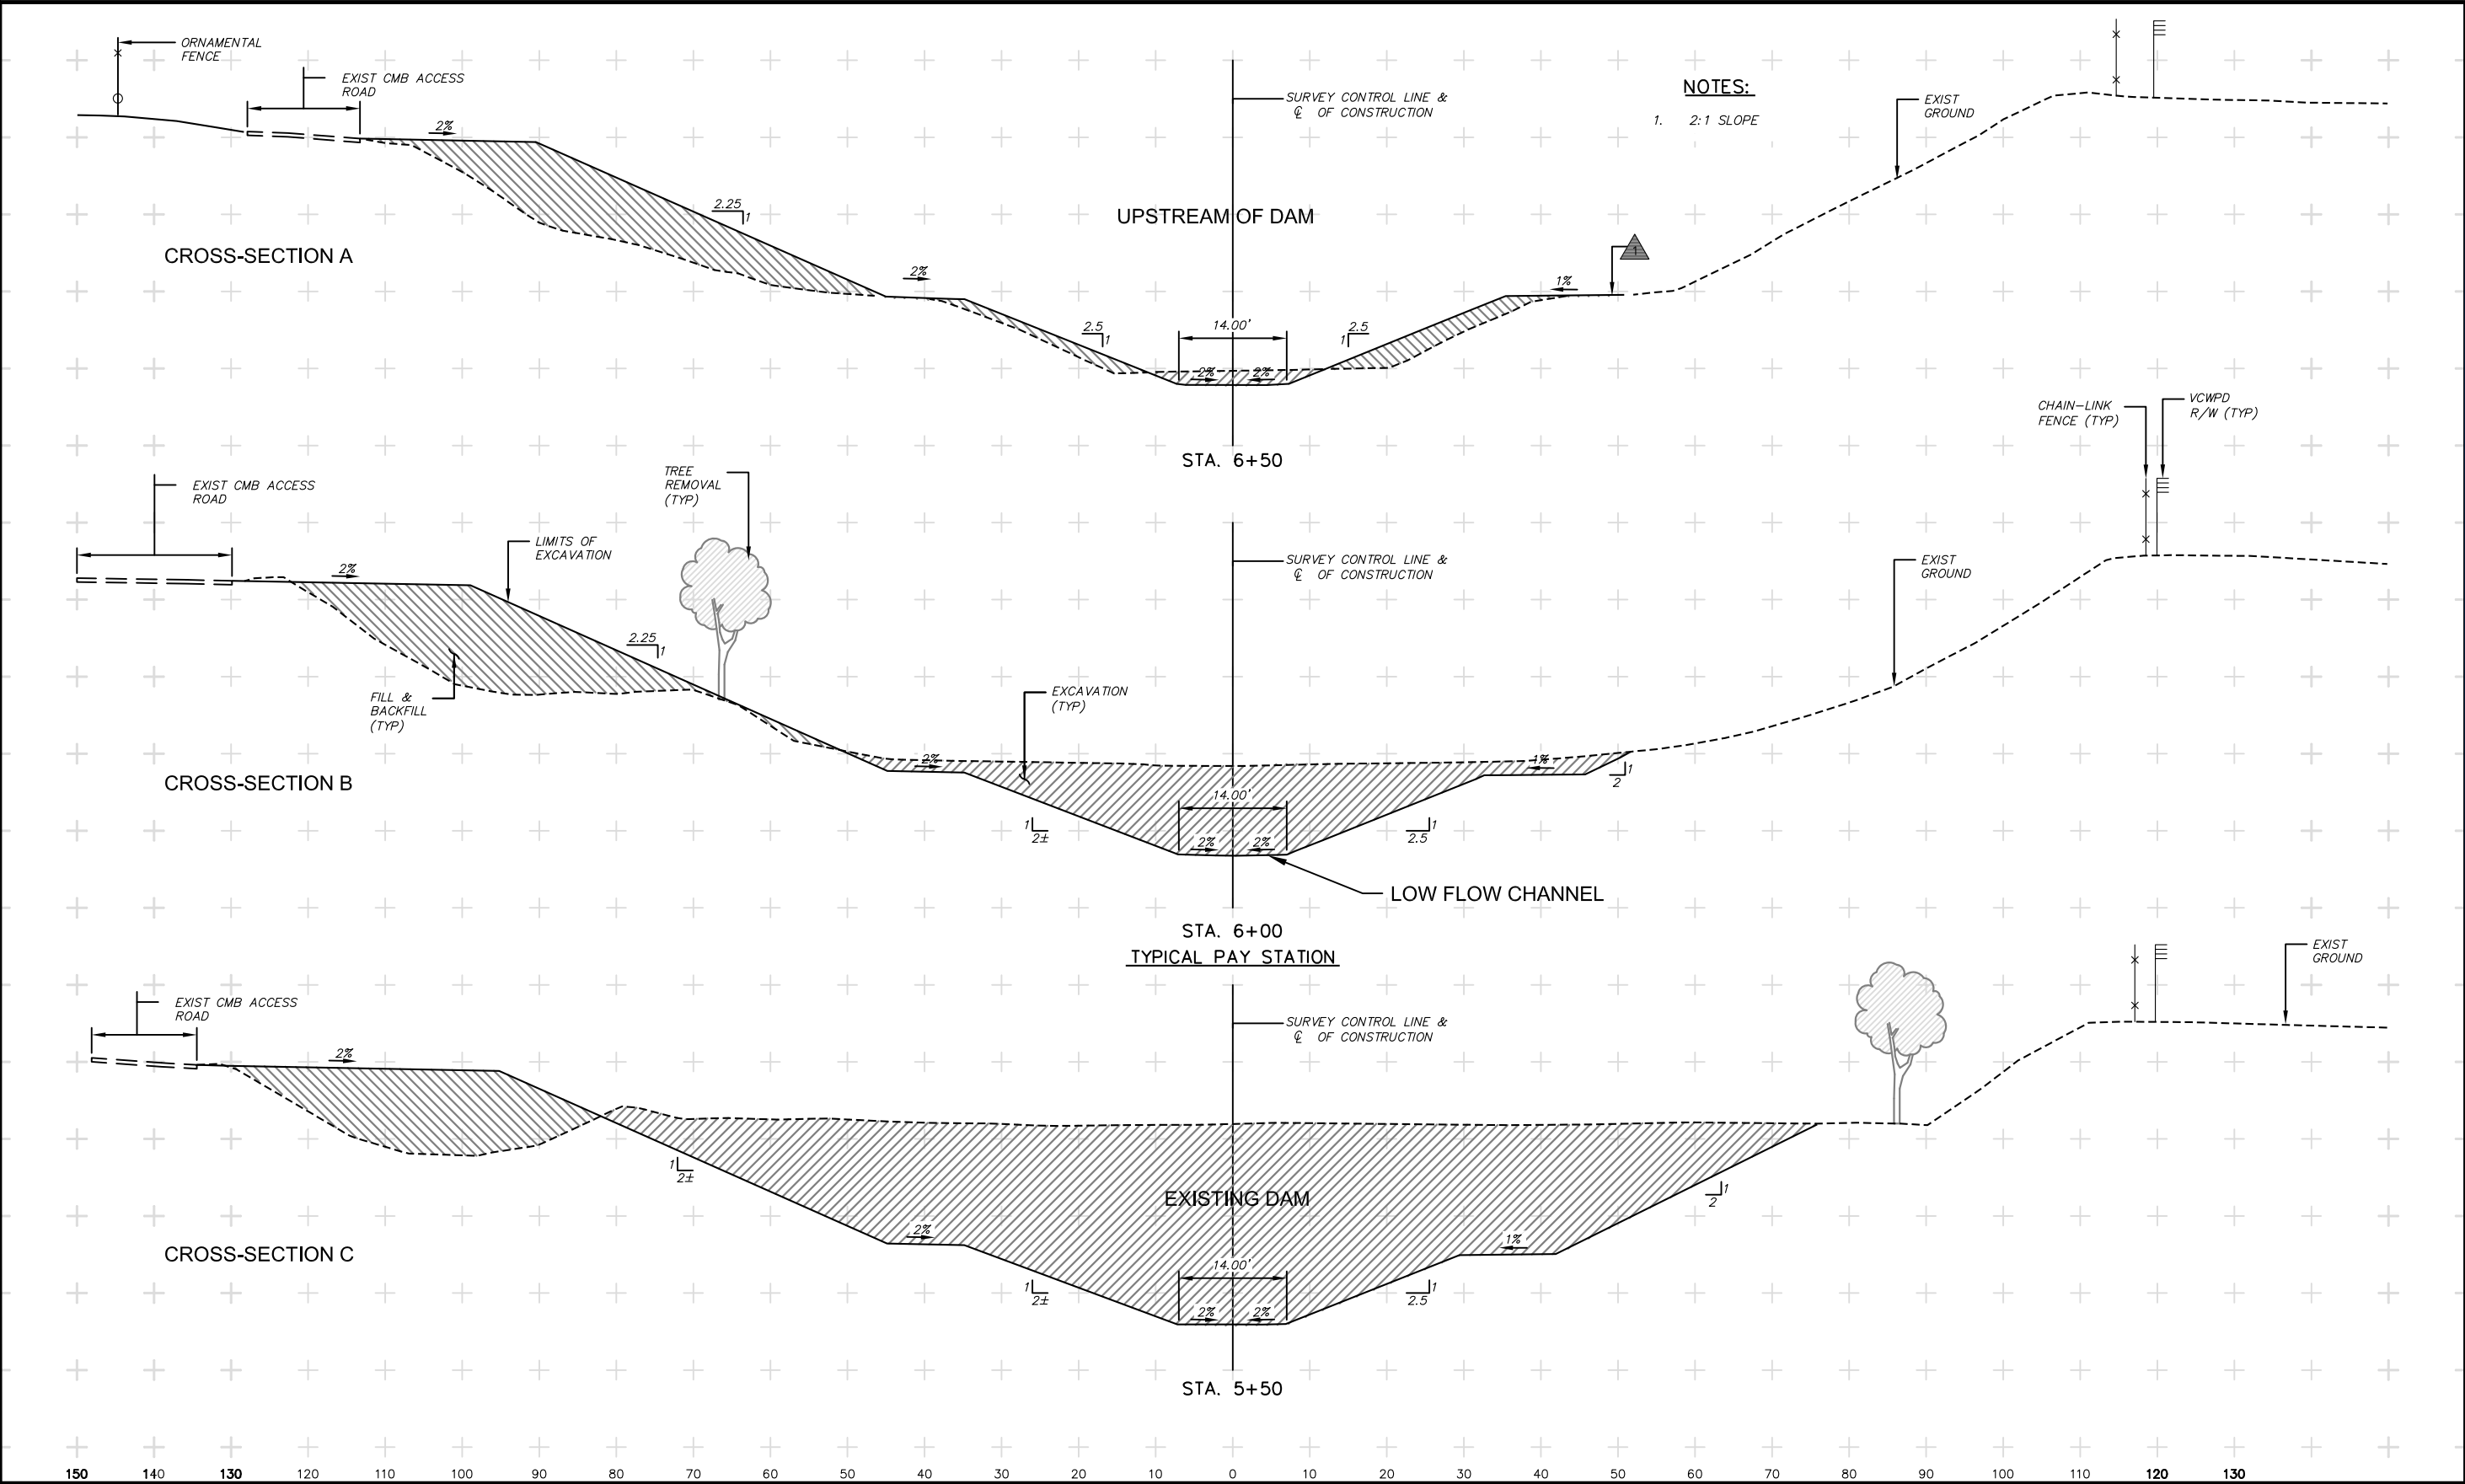 ORNAMENTAL
FENCE
EXIST CMB ACCESS
ROAD
2%
SURVEY CONTROL LINE &
℄ OF CONSTRUCTION
NOTES:
1. 2:1 SLOPE
EXIST
GROUND
2.25
1
UPSTREAM OF DAM
CROSS-SECTION A
1
2%
1%
2.5
1
14.00'
2.5
1
2%
2%
STA. 6+50
CHAIN-LINK
FENCE (TYP)
VCWPD
R/W (TYP)
EXIST CMB ACCESS
ROAD
TREE
REMOVAL
(TYP)
LIMITS OF
EXCAVATION
2%
SURVEY CONTROL LINE &
℄ OF CONSTRUCTION
EXIST
GROUND
2.25
1
FILL &
BACKFILL
(TYP)
EXCAVATION
(TYP)
CROSS-SECTION B
2%
1%
1
2
14.00'
1
2±
1
2.5
2%
2%
LOW FLOW CHANNEL
STA. 6+00
TYPICAL PAY STATION
EXIST CMB ACCESS
ROAD
2%
SURVEY CONTROL LINE &
℄ OF CONSTRUCTION
EXIST
GROUND
1
2±
EXISTING DAM
1
2
CROSS-SECTION C
2%
1%
14.00'
1
2±
1
2.5
2%
2%
STA. 5+50
150 140 130 120 110 100 90 80 70 60 50 40 30 20 10 0 10 20 30 40 50 60 70 80 90 100 110 120 130